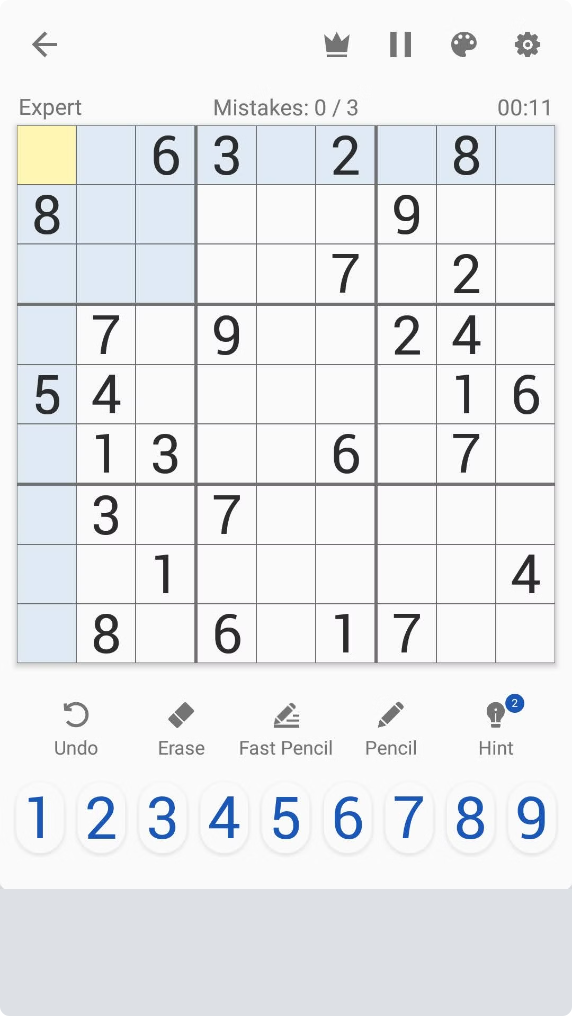 Expert Mistakes: 0 / 3 00:11
6 3 2 8
8 9
7 2
7 9 2 4
5 4 1 6
1 3 6 7
3 7
1 4
8 6 1 7
2
Undo Erase Fast Pencil Pencil Hint
1 2 3 4 5 6 7 8 9